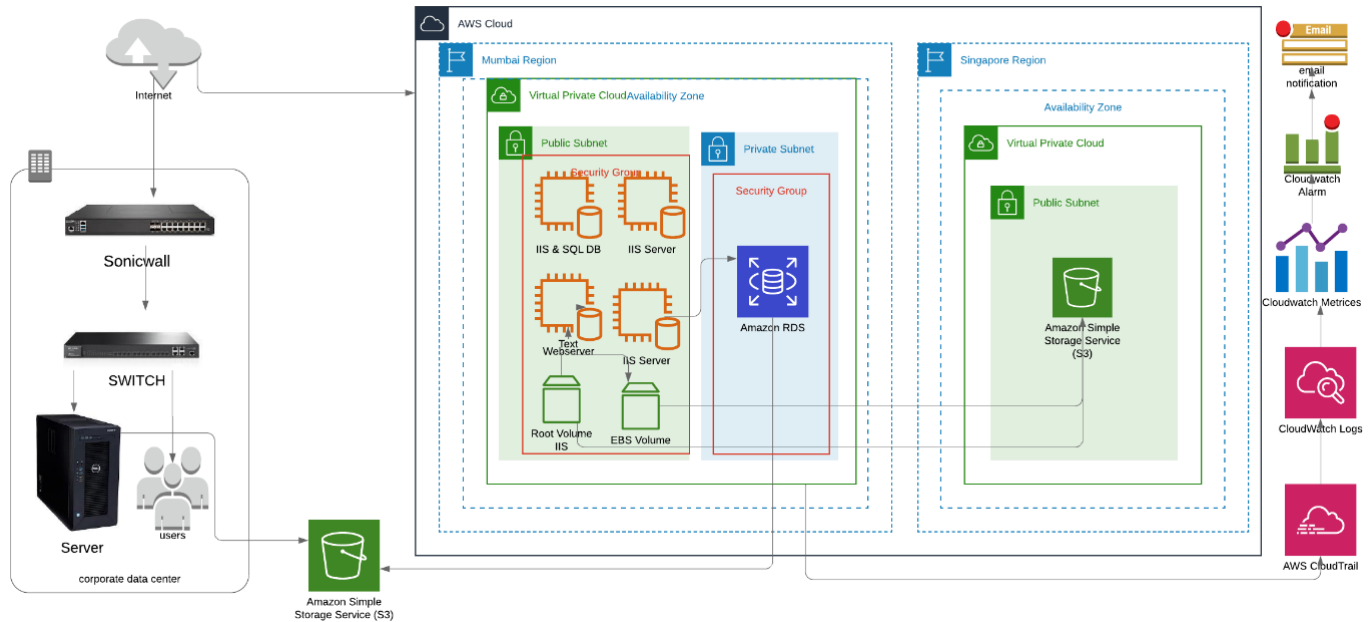 Internet
Sonicwall
SWITCH
Server
users
corporate data center
Amazon Simple
Storage Service (S3)
AWS Cloud
Mumbai Region
Virtual Private Cloud
Availability Zone
Public Subnet
Security Group
IIS & SQL DB
IIS Server
Text
Webserver
IIS Server
Root Volume
IIS
EBS Volume
Private Subnet
Security Group
Amazon RDS
Singapore Region
Availability Zone
Virtual Private Cloud
Public Subnet
Amazon Simple
Storage Service
(S3)
Email
email
notification
Cloudwatch
Alarm
Cloudwatch Metrices
CloudWatch Logs
AWS CloudTrail